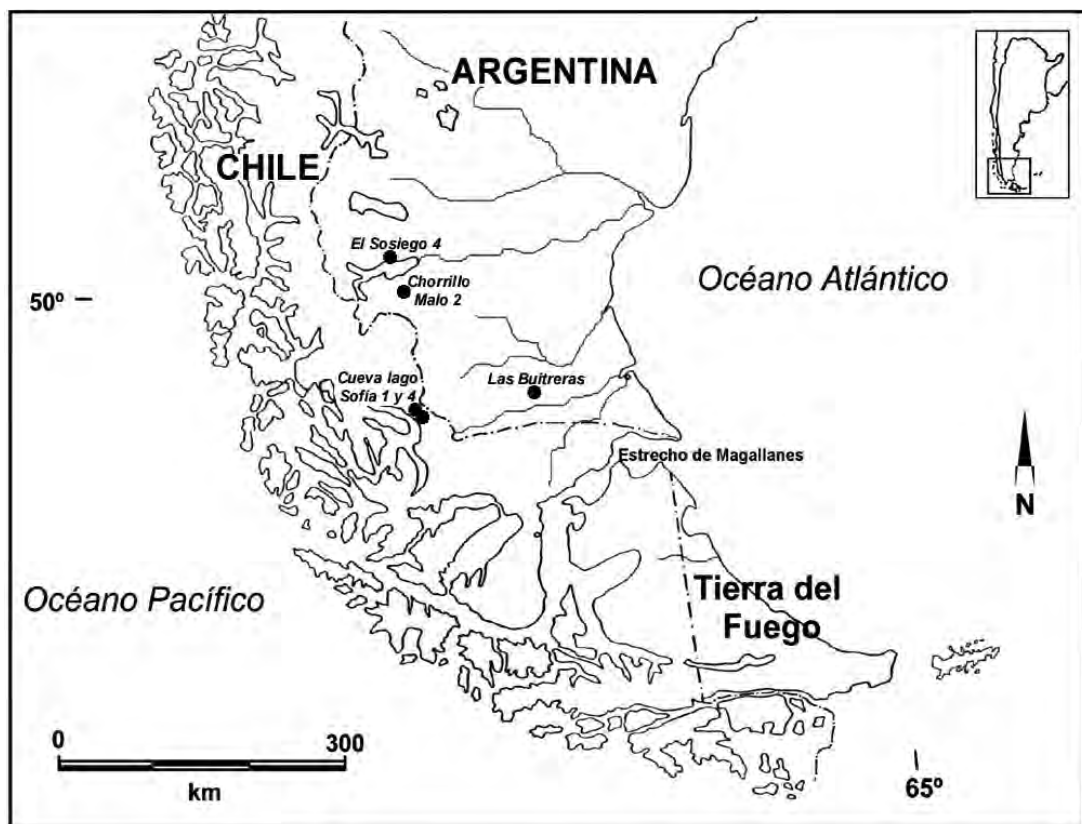 ARGENTINA
CHILE
El Sosiego 4
Chorrillo
Malo 2
Océano Atlántico
50º
Cueva lago
Sofía 1 y 4
Las Buitreras
Estrecho de Magallanes
N
Tierra del
Fuego
Océano Pacífico
0
300
km
65º